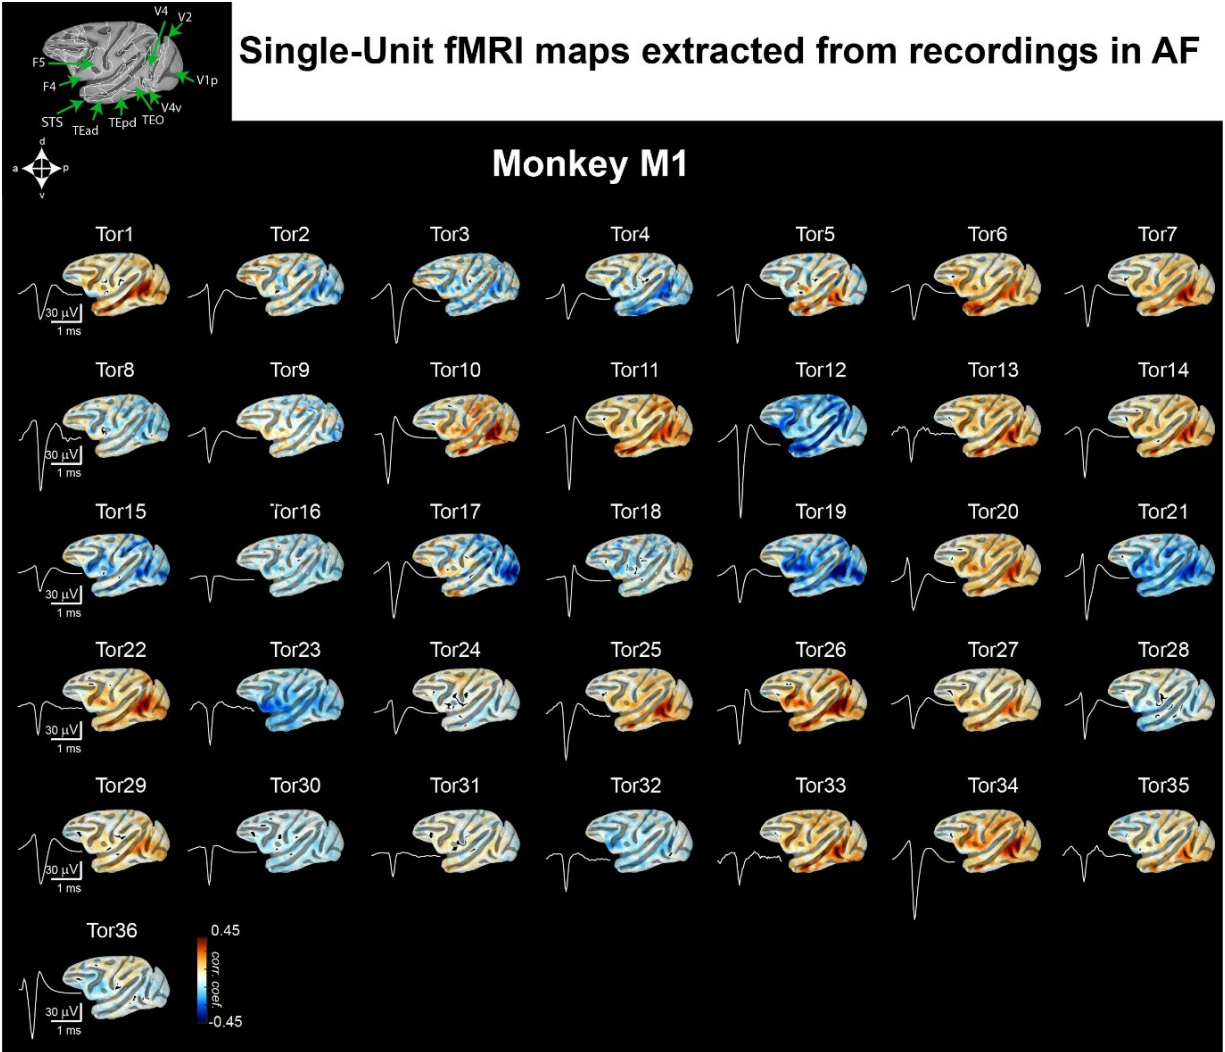 V4 V2
Single-Unit fMRI maps extracted from recordings in AF
F5
F4 V1p
STS TEad TEpd TEO V4v
d
a p
v
Monkey M1
Tor1 Tor2 Tor3 Tor4 Tor5 Tor6 Tor7
30 µV
1 ms
Tor8 Tor9 Tor10 Tor11 Tor12 Tor13 Tor14
30 µV
1 ms
Tor15 Tor16 Tor17 Tor18 Tor19 Tor20 Tor21
30 µV
1 ms
Tor22 Tor23 Tor24 Tor25 Tor26 Tor27 Tor28
30 µV
1 ms
Tor29 Tor30 Tor31 Tor32 Tor33 Tor34 Tor35
30 µV
1 ms
Tor36
0.45
corr. coef.
-0.45
30 µV
1 ms